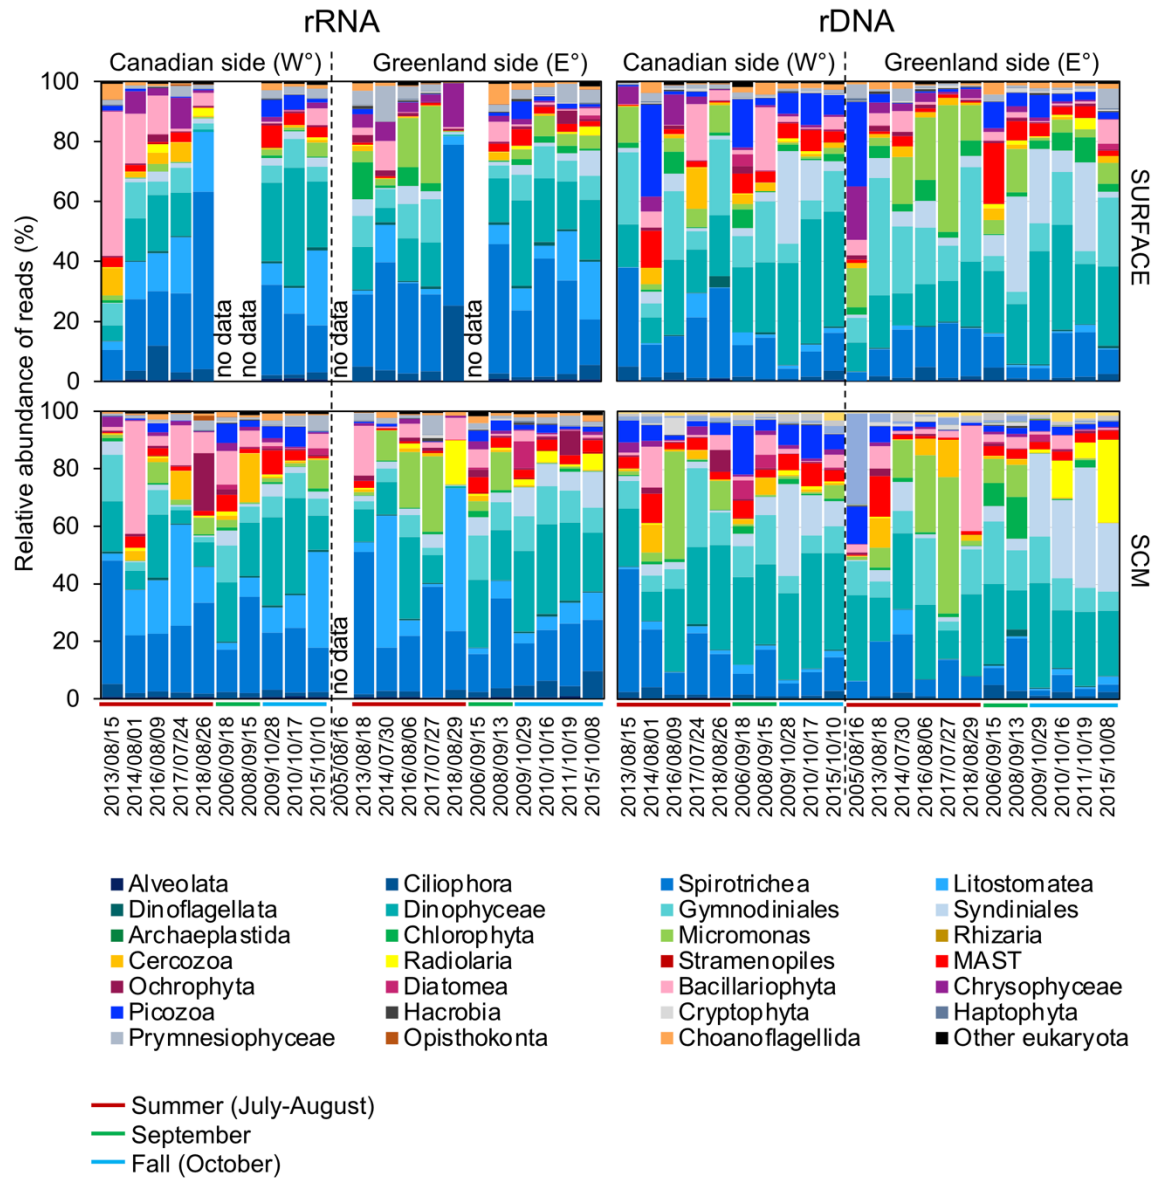 rRNA rDNA
Canadian side (W°) Greenland side (E°) Canadian side (W°) Greenland side (E°)
Relative abundance of reads (%)
100
80
60
40
20
0
no data
no data
no data
no data
SURFACE
100
80
60
40
20
0
no data
SCM
2013/08/15
2014/08/01
2016/08/09
2017/07/24
2018/08/26
2006/09/18
2008/09/15
2009/10/28
2010/10/17
2015/10/10
2005/08/16
2013/08/18
2014/07/30
2016/08/06
2017/07/27
2018/08/29
2006/09/15
2008/09/13
2009/10/29
2010/10/16
2011/10/19
2015/10/08
2013/08/15
2014/08/01
2016/08/09
2017/07/24
2018/08/26
2006/09/18
2008/09/15
2009/10/28
2010/10/17
2015/10/10
2005/08/16
2013/08/18
2014/07/30
2016/08/06
2017/07/27
2018/08/29
2006/09/15
2008/09/13
2009/10/29
2010/10/16
2011/10/19
2015/10/08
Alveolata Ciliophora Spirotrichea Litostomatea
Dinoflagellata Dinophyceae Gymnodiniales Syndiniales
Archaeplastida Chlorophyta Micromonas Rhizaria
Cercozoa Radiolaria Stramenopiles MAST
Ochrophyta Diatomea Bacillariophyta Chrysophyceae
Picozoa Hacrobia Cryptophyta Haptophyta
Prymnesiophyceae Opisthokonta Choanoflagellida Other eukaryota
Summer (July-August)
September
Fall (October)